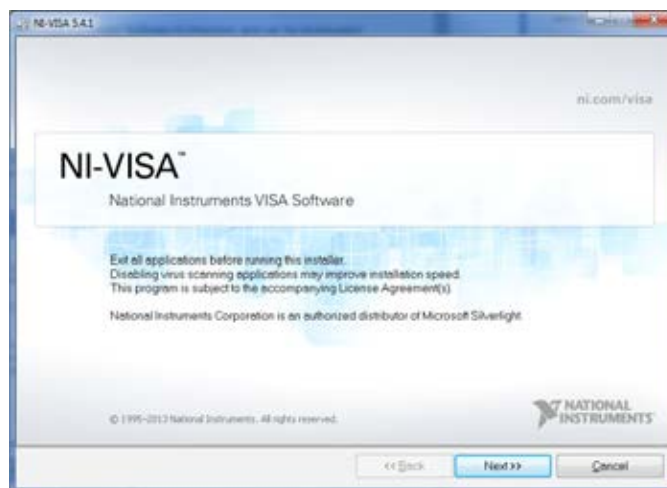 NI-VISA 5.4.1
ni.com/visa
NI-VISA™
National Instruments VISA Software
Exit all applications before running this installer.
Disabling virus scanning applications may improve installation speed.
This program is subject to the accompanying License Agreement(s).
National Instruments Corporation is an authorized distributor of Microsoft Silverlight.
© 1995-2013 National Instruments. All rights reserved.
NATIONAL
INSTRUMENTS
<< Back
Next >>
Cancel